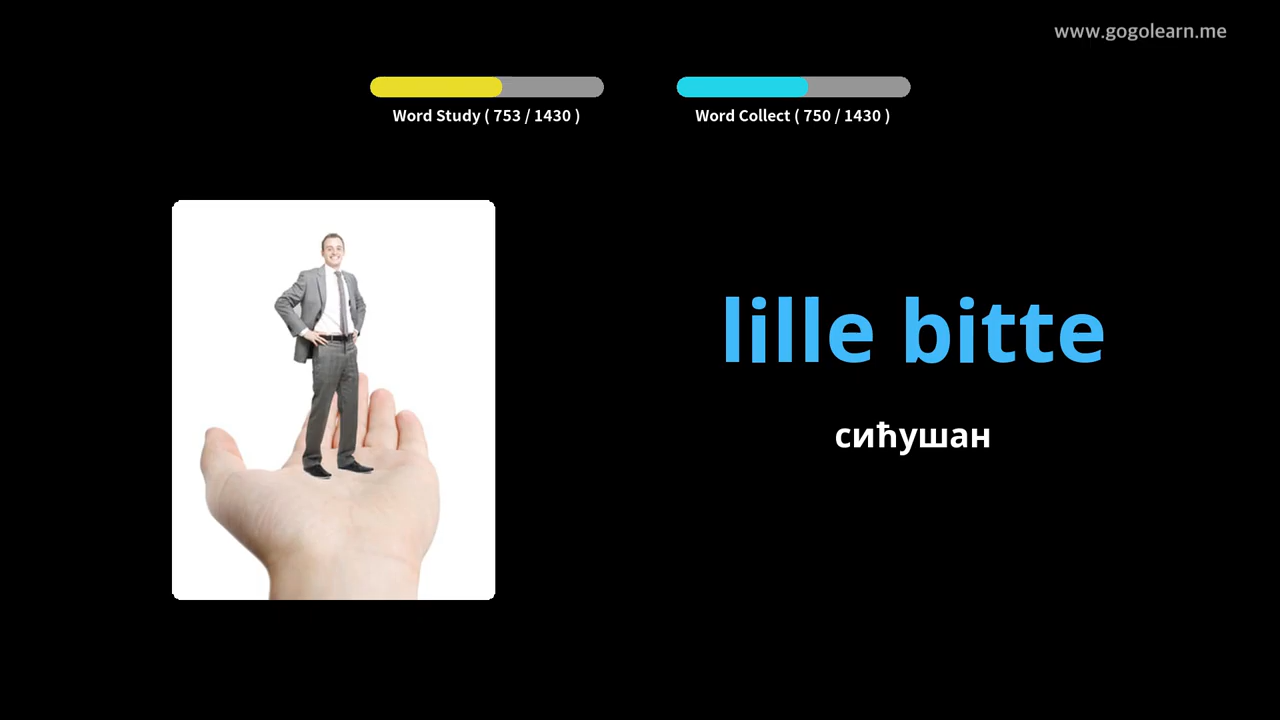 www.gogolearn.me
Word Study ( 753 / 1430 )
Word Collect ( 750 / 1430 )
lille bitte
сићушан